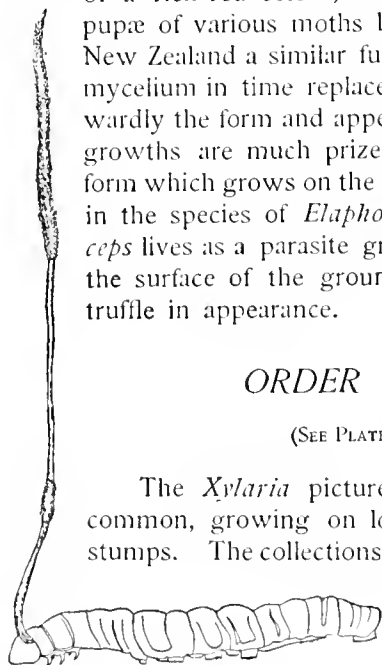 pupæ of various moths
New Zealand a similar
mycelium in time replace
wardly the form and appe
growths are much prize
form which grows on the
in the species of Elapho
ceps lives as a parasite gr
the surface of the groun
truffle in appearance.
ORDER
(SEE PLATE
The Xylaria picture
common, growing on lo
stumps. The collections